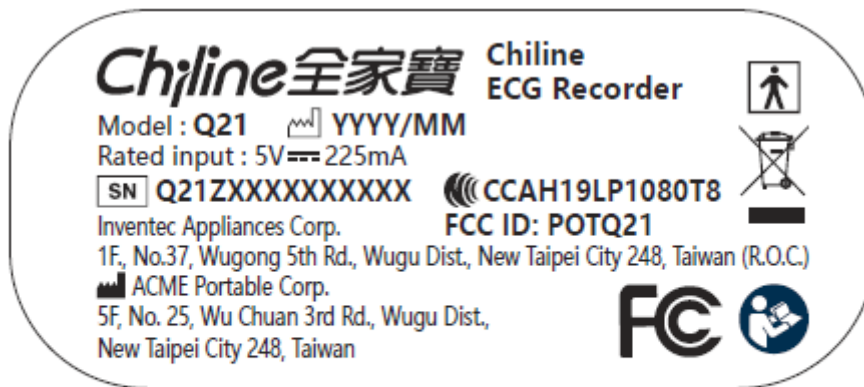 Chiline全家寶 Chiline
ECG Recorder
Model : Q21 YYYY/MM
Rated input : 5V 225mA
SN Q21ZXXXXXXXXXX CCAH19LP1080T8
Inventec Appliances Corp. FCC ID: POTQ21
1F., No.37, Wugong 5th Rd., Wugu Dist., New Taipei City 248, Taiwan (R.O.C.)
ACME Portable Corp.
5F, No. 25, Wu Chuan 3rd Rd., Wugu Dist.,
New Taipei City 248, Taiwan
FC